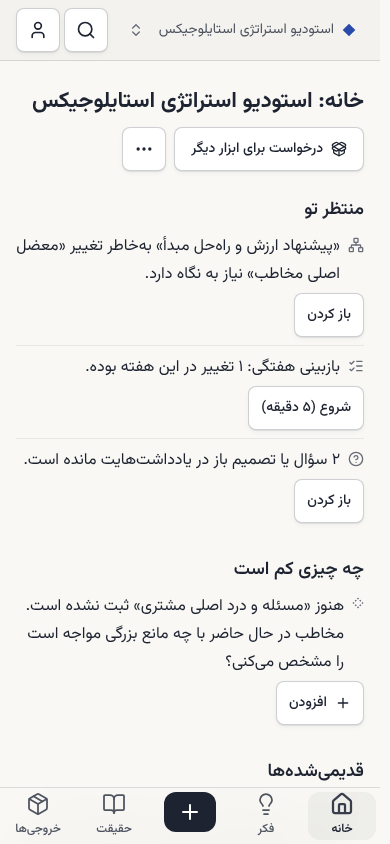 استودیو استراتژی استایلوجیکس
خانه: استودیو استراتژی استایلوجیکس
درخواست برای ابزار دیگر
منتظر تو
«پیشنهاد ارزش و راه‌حل مبدأ» به‌خاطر تغییر «معضل
اصلی مخاطب» نیاز به نگاه دارد.
باز کردن
بازبینی هفتگی: ۱ تغییر در این هفته بوده.
شروع (۵ دقیقه)
۲ سؤال یا تصمیم باز در یادداشت‌هایت مانده است.
باز کردن
چه چیزی کم است
هنوز «مسئله و درد اصلی مشتری» ثبت نشده است.
مخاطب در حال حاضر با چه مانع بزرگی مواجه است
را مشخص می‌کنی؟
افزودن
قدیمی‌شده‌ها
خانه
فکر
حقیقت
خروجی‌ها